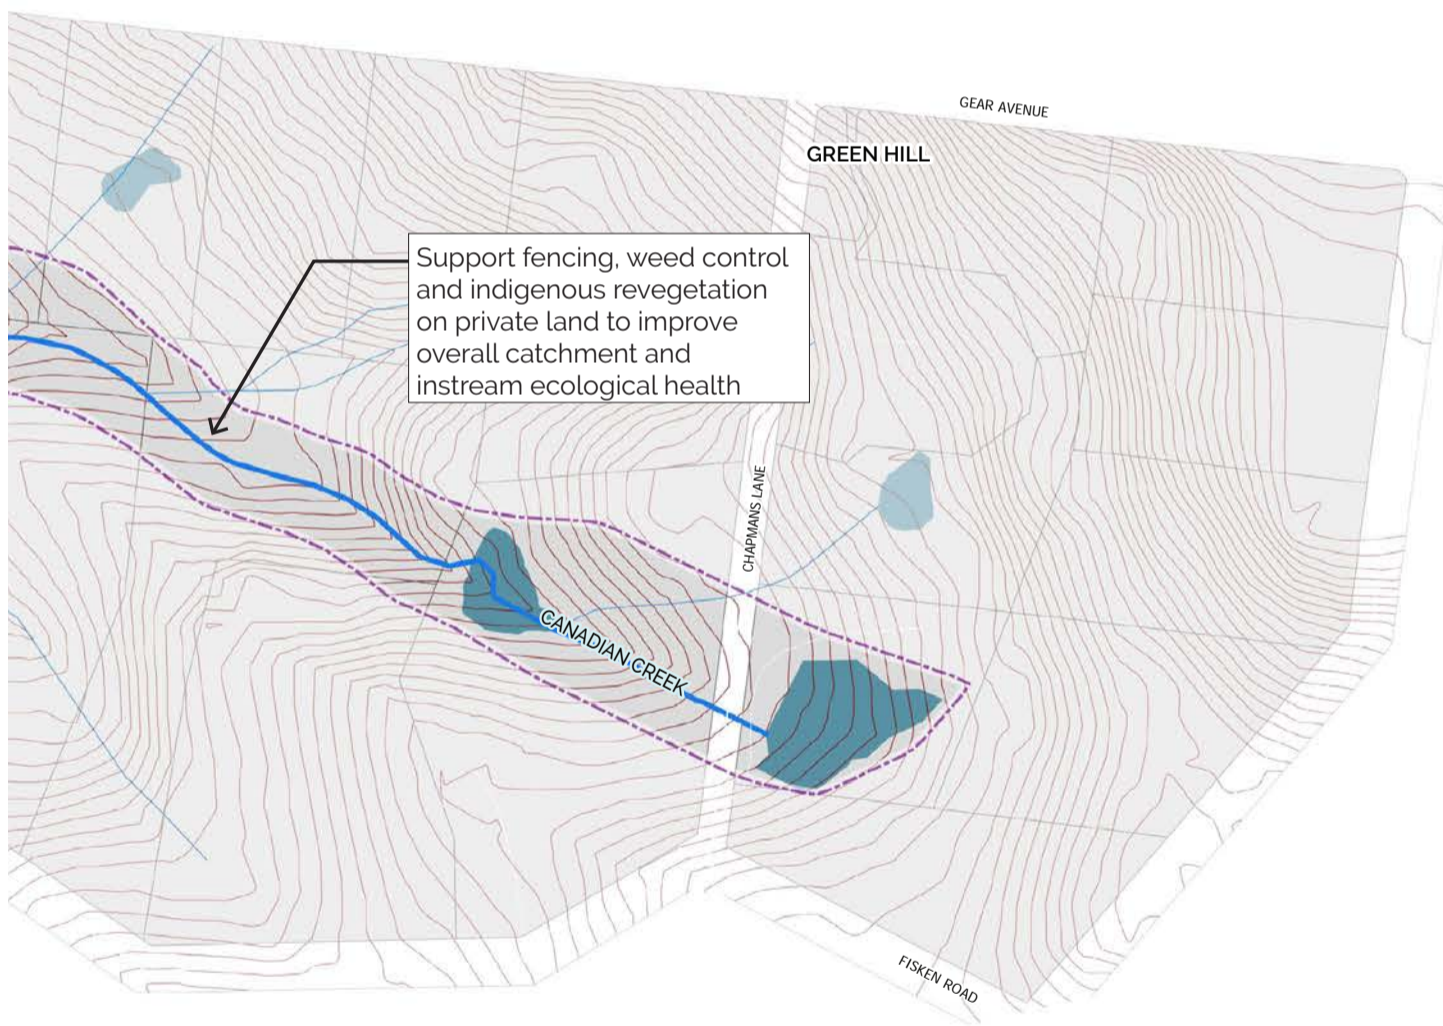 GEAR AVENUE
GREEN HILL
Support fencing, weed control
and indigenous revegetation
on private land to improve
overall catchment and
instream ecological health
CHAPMANS LANE
CANADIAN CREEK
FISKEN ROAD